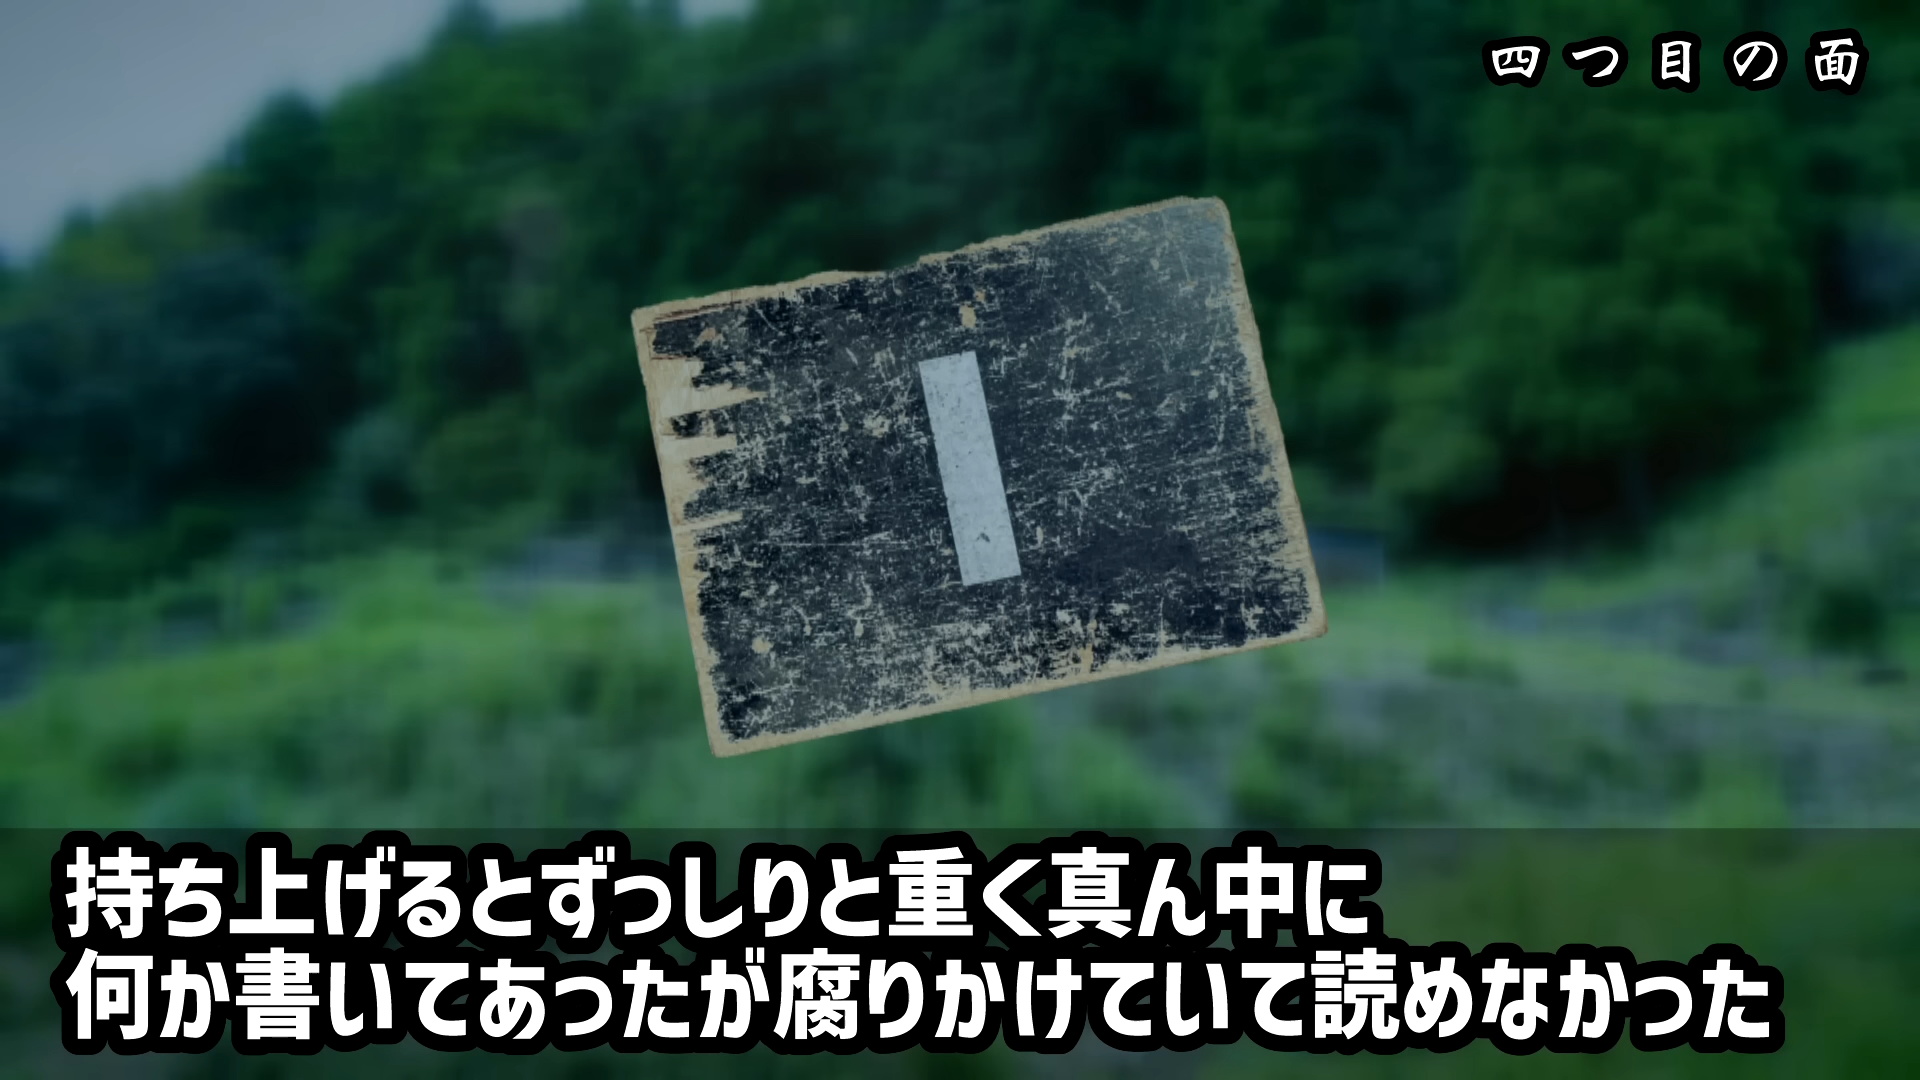 四つ目の面
持ち上げるとずっしりと重く真ん中に
何か書いてあったが腐りかけていて読めなかった